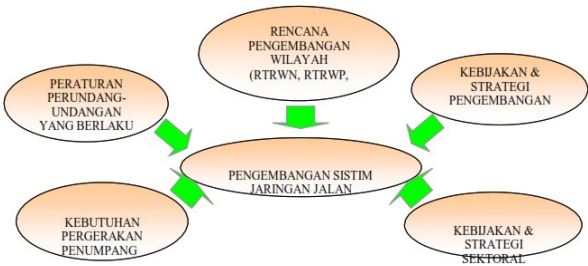 RENCANA
PENGEMBANGAN
WILAYAH
(RTRWN, RTRWP,
PERATURAN
PERUNDANG-
UNDANGAN
YANG BERLAKU
KEBIJAKAN &
STRATEGI
PENGEMBANGAN
PENGEMBANGAN SISTIM
JARINGAN JALAN
KEBUTUHAN
PERGERAKAN
PENUMPANG
KEBIJAKAN &
STRATEGI
SEKTORAL